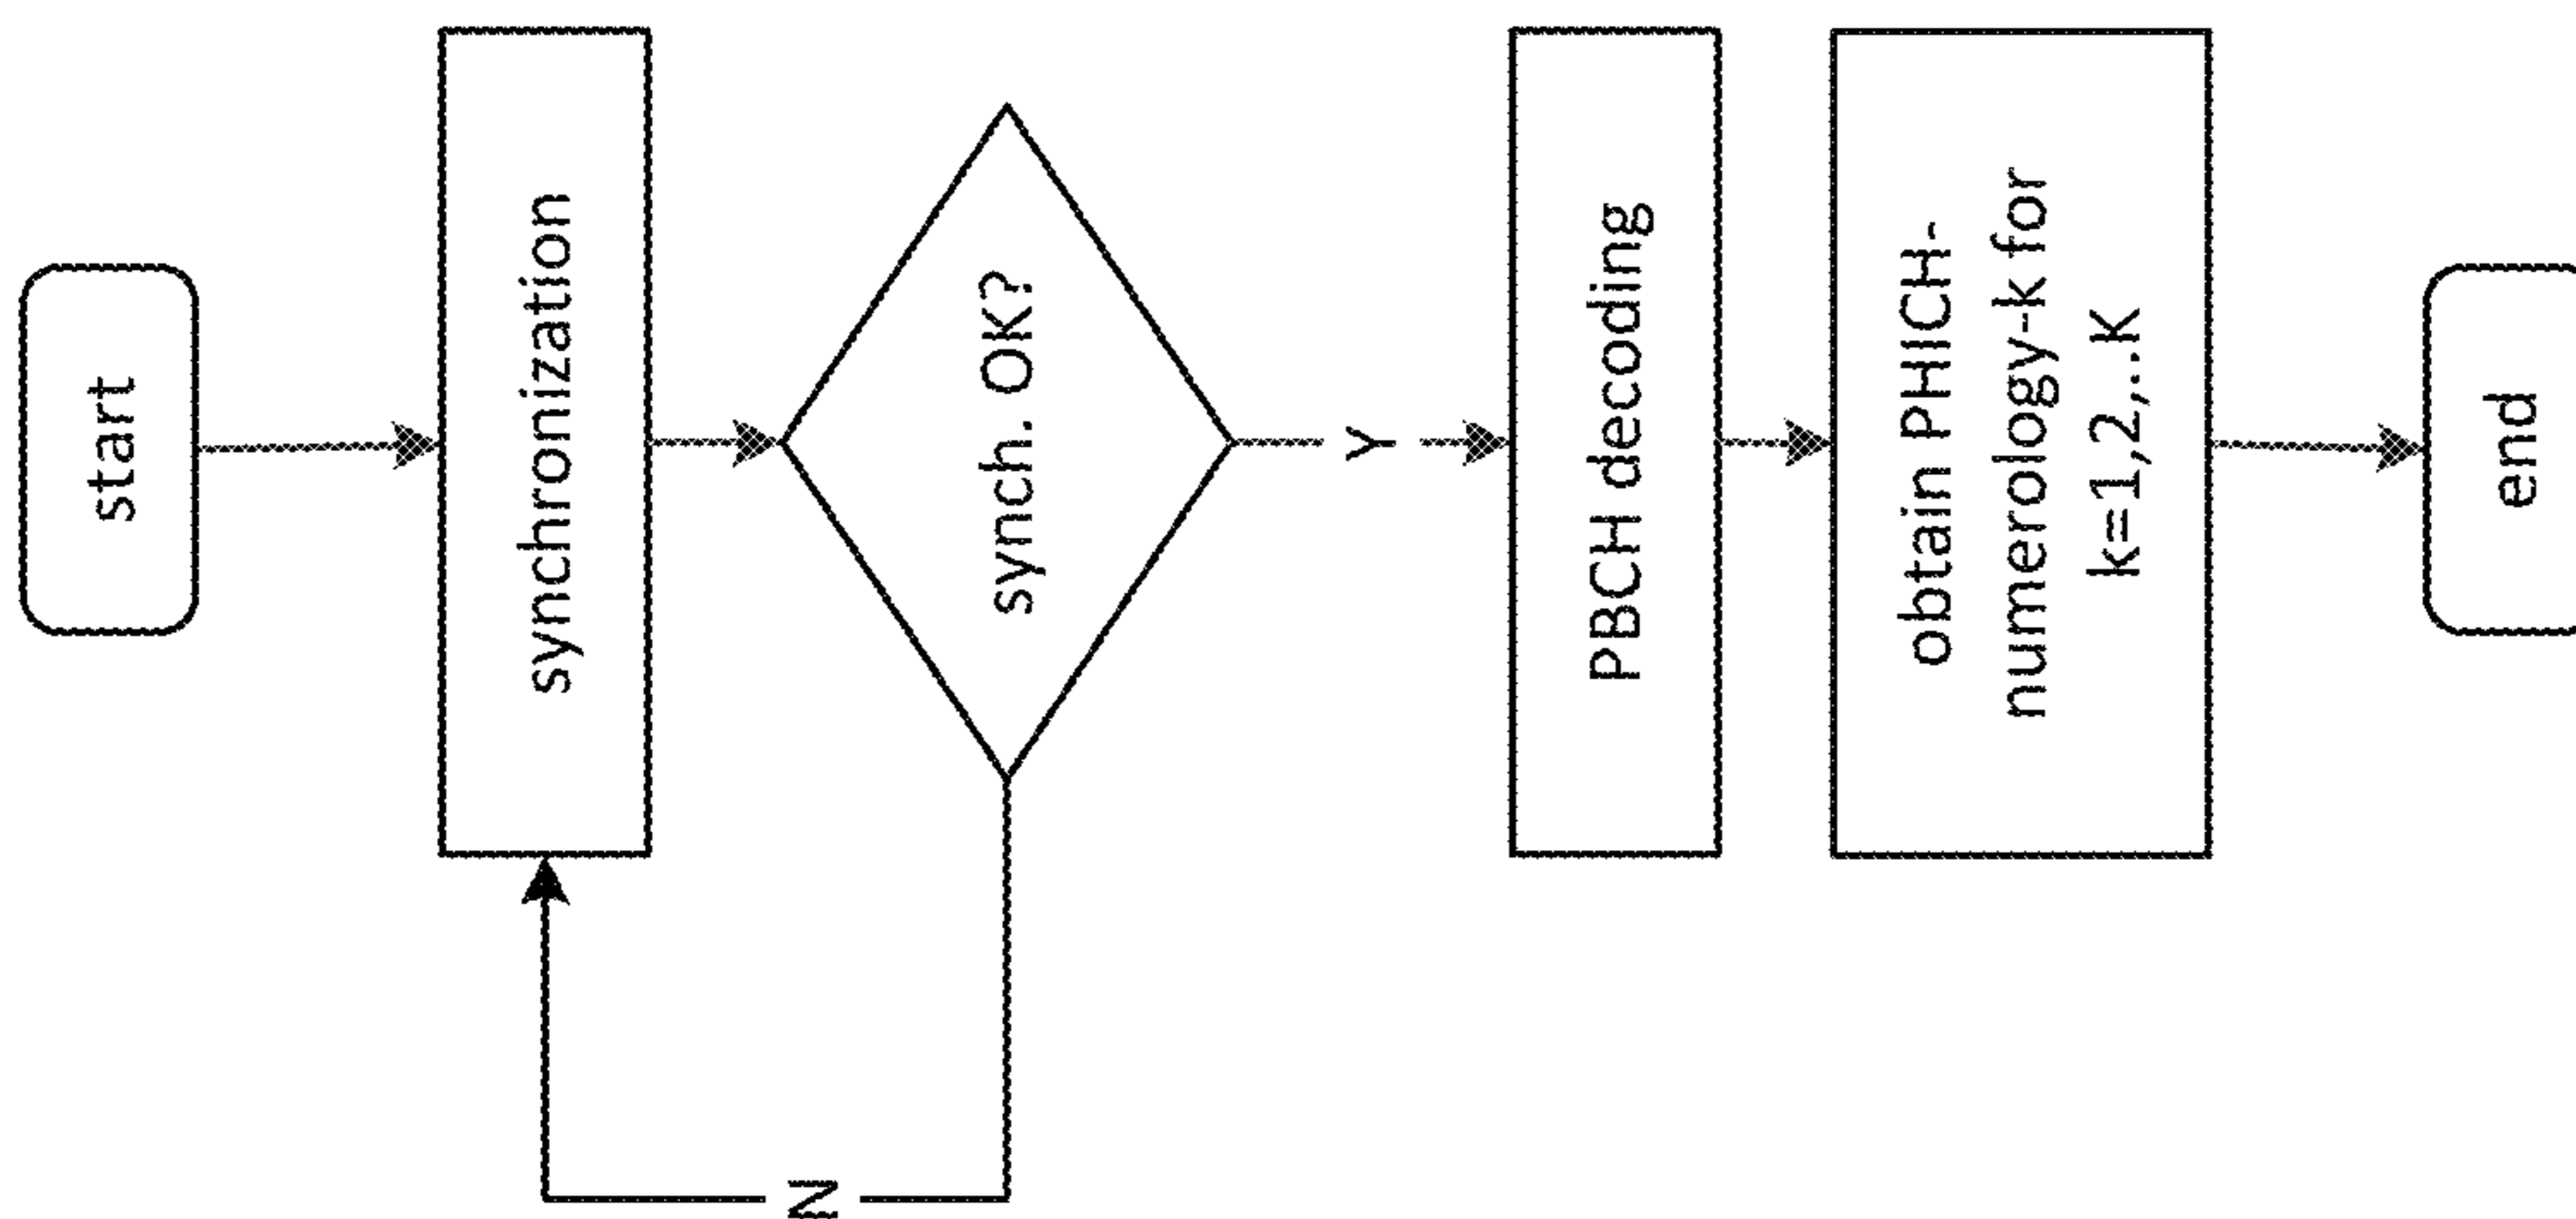 start
synchronization
synch. OK?
N
Y
PBCH decoding
obtain PHICH-
numerology-k for
k=1,2,..K
end